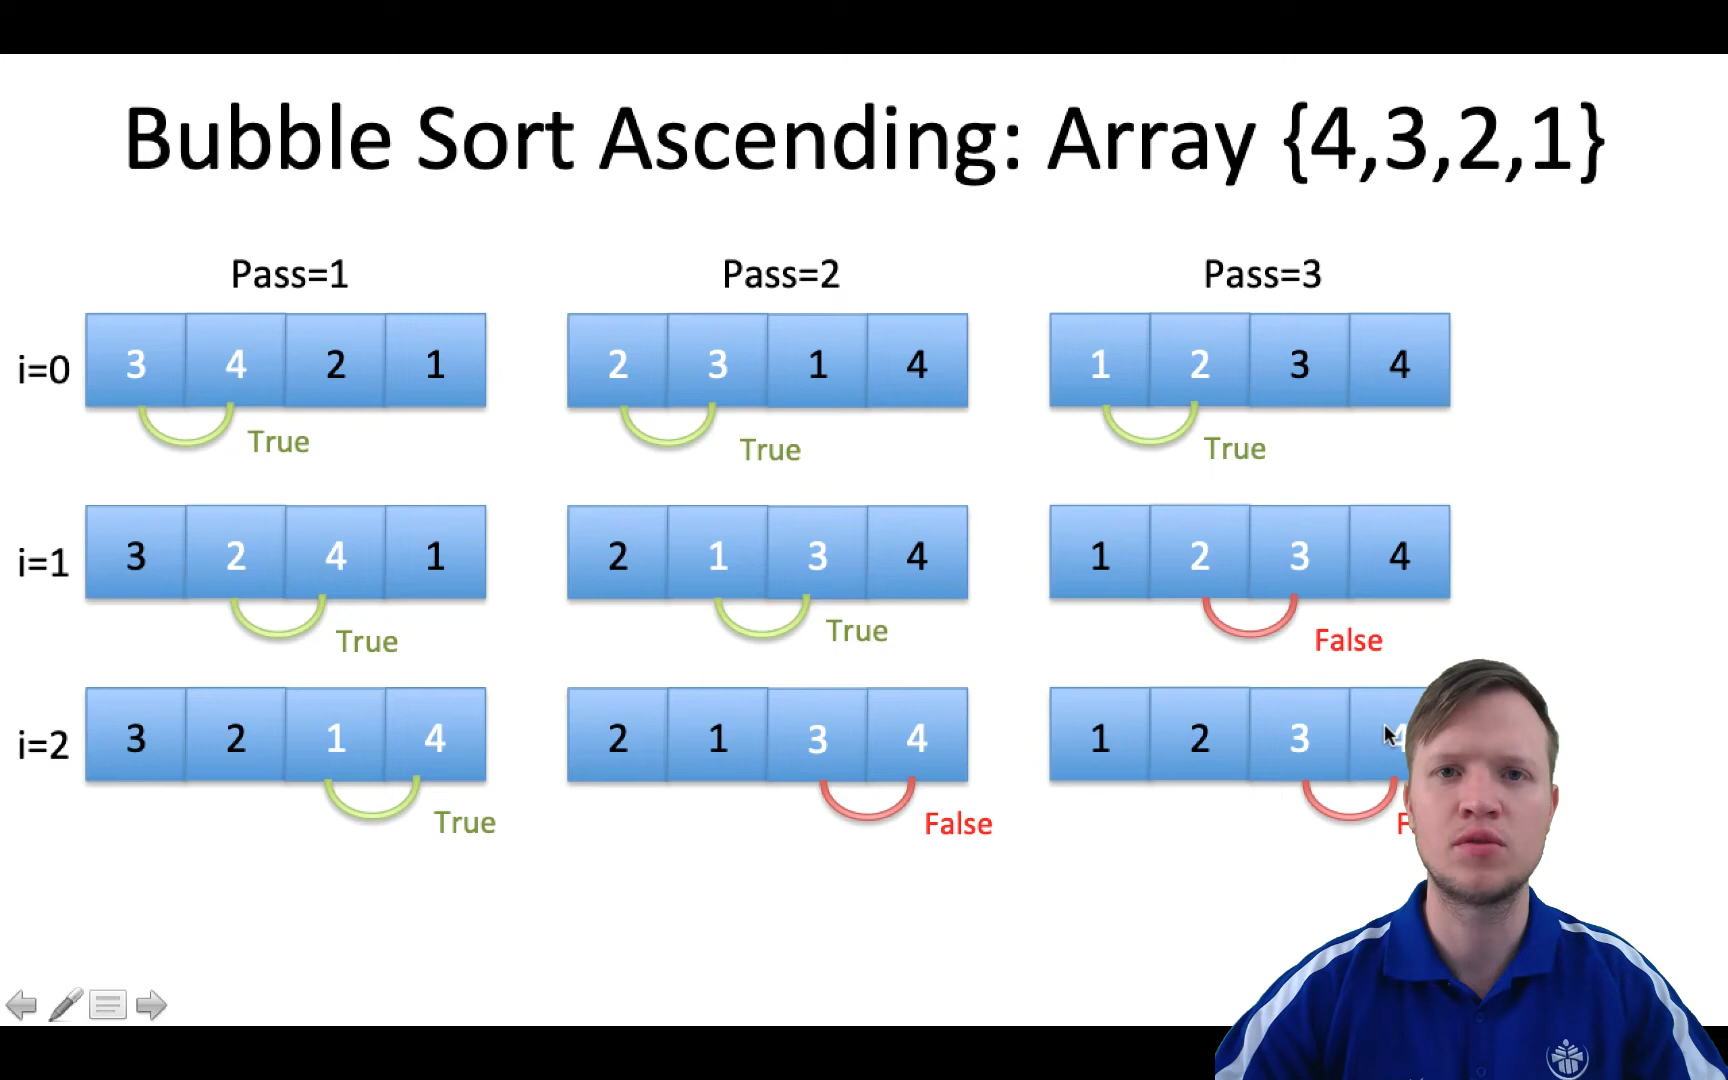 Bubble Sort Ascending: Array {4,3,2,1}
Pass=1 Pass=2 Pass=3
i=0 3 4 2 1 2 3 1 4 1 2 3 4
True True True
i=1 3 2 4 1 2 1 3 4 1 2 3 4
True True False
i=2 3 2 1 4 2 1 3 4 1 2 3
True False